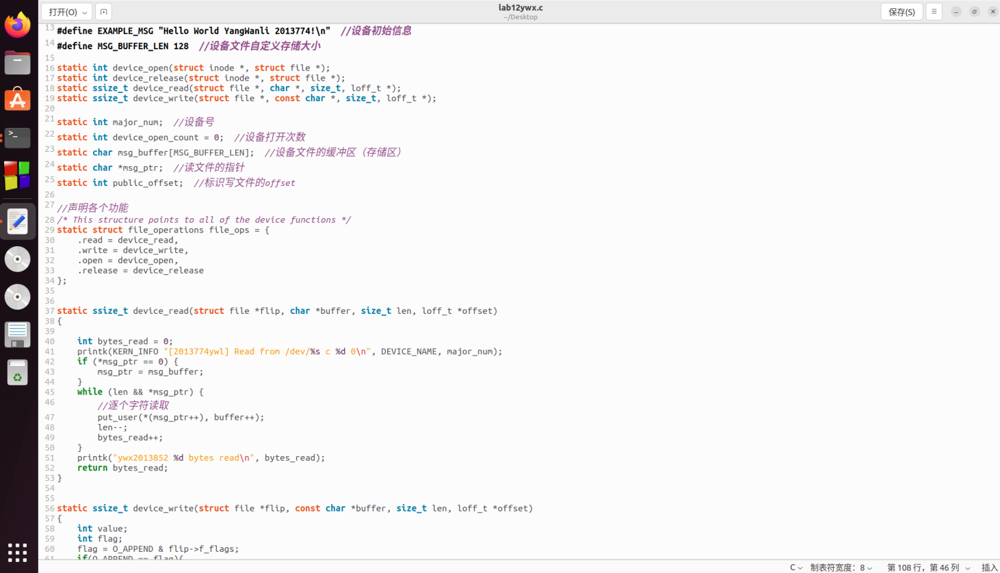 打开(O)
lab12ywx.c
~/Desktop
保存(S)
13 #define EXAMPLE_MSG "Hello World YangWanli 2013774!\n"  //设备初始信息
14 #define MSG_BUFFER_LEN 128  //设备文件自定义存储大小
15
16 static int device_open(struct inode *, struct file *);
17 static int device_release(struct inode *, struct file *);
18 static ssize_t device_read(struct file *, char *, size_t, loff_t *);
19 static ssize_t device_write(struct file *, const char *, size_t, loff_t *);
20
21 static int major_num;  //设备号
22 static int device_open_count = 0;  //设备打开次数
23 static char msg_buffer[MSG_BUFFER_LEN];  //设备文件的缓冲区（存储区）
24 static char *msg_ptr;  //读文件的指针
25 static int public_offset;  //标识写文件的offset
26
27 //声明各个功能
28 /* This structure points to all of the device functions */
29 static struct file_operations file_ops = {
30     .read = device_read,
31     .write = device_write,
32     .open = device_open,
33     .release = device_release
34 };
35
36
37 static ssize_t device_read(struct file *flip, char *buffer, size_t len, loff_t *offset)
38 {
39
40     int bytes_read = 0;
41     printk(KERN_INFO "[2013774ywl] Read from /dev/%s c %d 0\n", DEVICE_NAME, major_num);
42     if (*msg_ptr == 0) {
43         msg_ptr = msg_buffer;
44     }
45     while (len && *msg_ptr) {
46         //逐个字符读取
47         put_user(*(msg_ptr++), buffer++);
48         len--;
49         bytes_read++;
50     }
51     printk("ywx2013852 %d bytes read\n", bytes_read);
52     return bytes_read;
53 }
54
55
56 static ssize_t device_write(struct file *flip, const char *buffer, size_t len, loff_t *offset)
57 {
58     int value;
59     int flag;
60     flag = O_APPEND & flip->f_flags;
61     if(O_APPEND == flag){
C 制表符宽度：8 第 108 行，第 46 列 插入